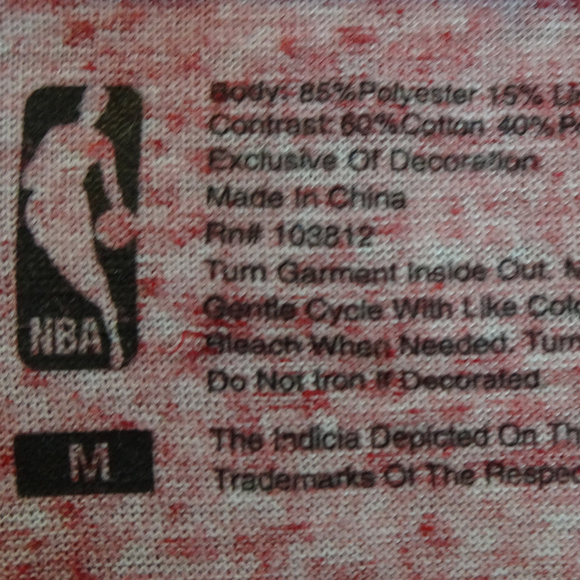 Body: 85%Polyester 15%
Contrast: 60%Cotton 40%
Exclusive Of Decoration
Made In China
Rn# 103812
Turn Garment Inside Out.
Gentle Cycle With Like
Bleach When Needed.
Do Not Iron If Decorated
NBA
M
The Indicia Depicted On
Trademarks Of The